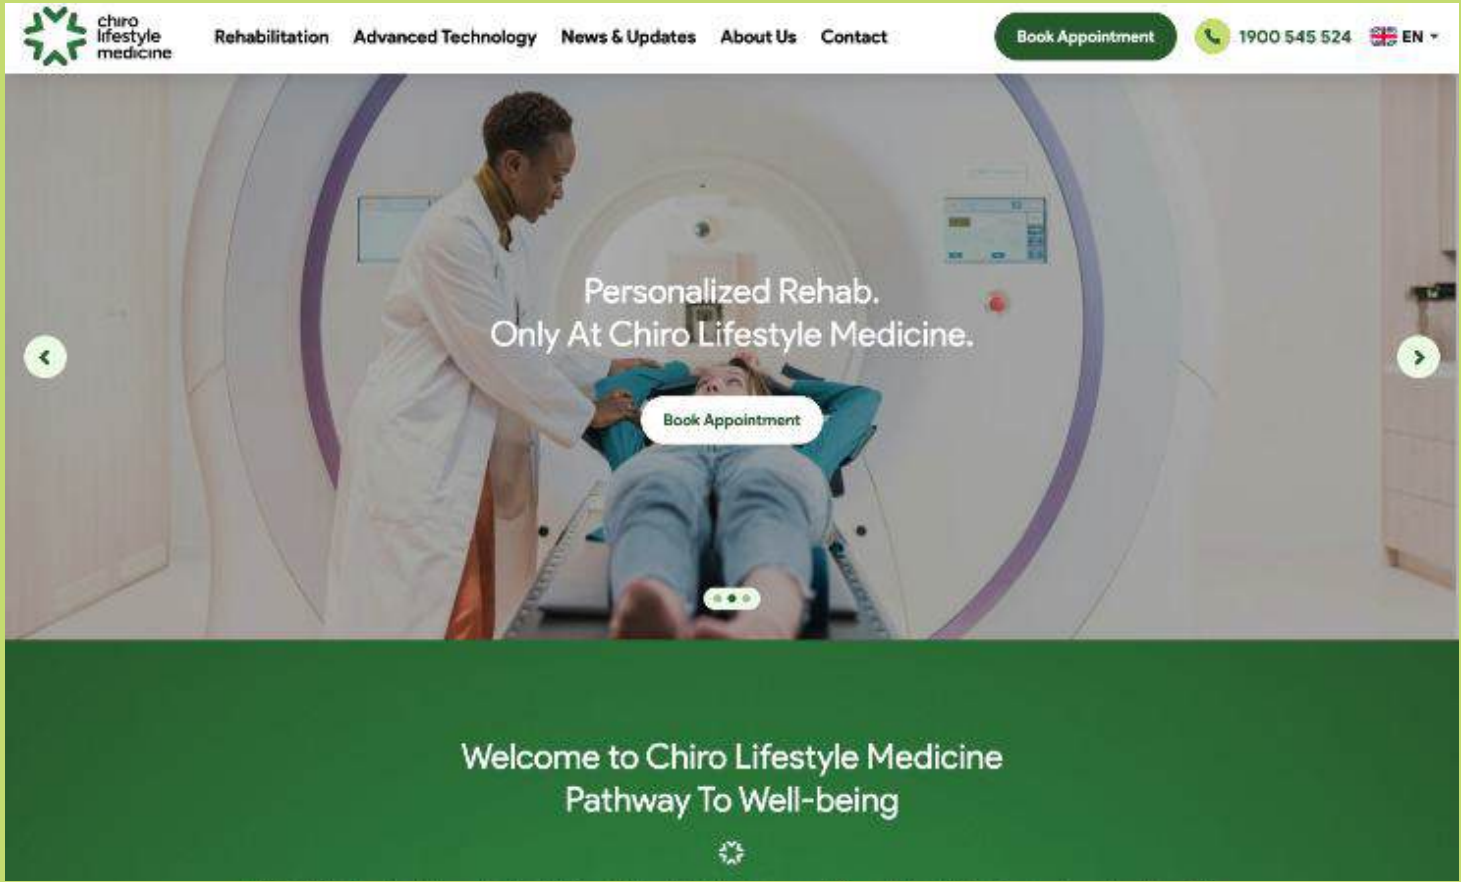 chiro
lifestyle
medicine
Rehabilitation
Advanced Technology
News & Updates
About Us
Contact
Book Appointment
1900 545 524
EN
Personalized Rehab.
Only At Chiro Lifestyle Medicine.
Book Appointment
Welcome to Chiro Lifestyle Medicine
Pathway To Well-being